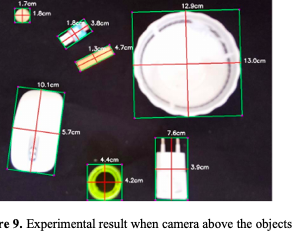 1.7cm
1.8cm
1.8cm
3.8cm
1.3cm
4.7cm
12.9cm
13.0cm
10.1cm
5.7cm
4.4cm
4.2cm
7.6cm
3.9cm
re 9. Experimental result when camera above the objects